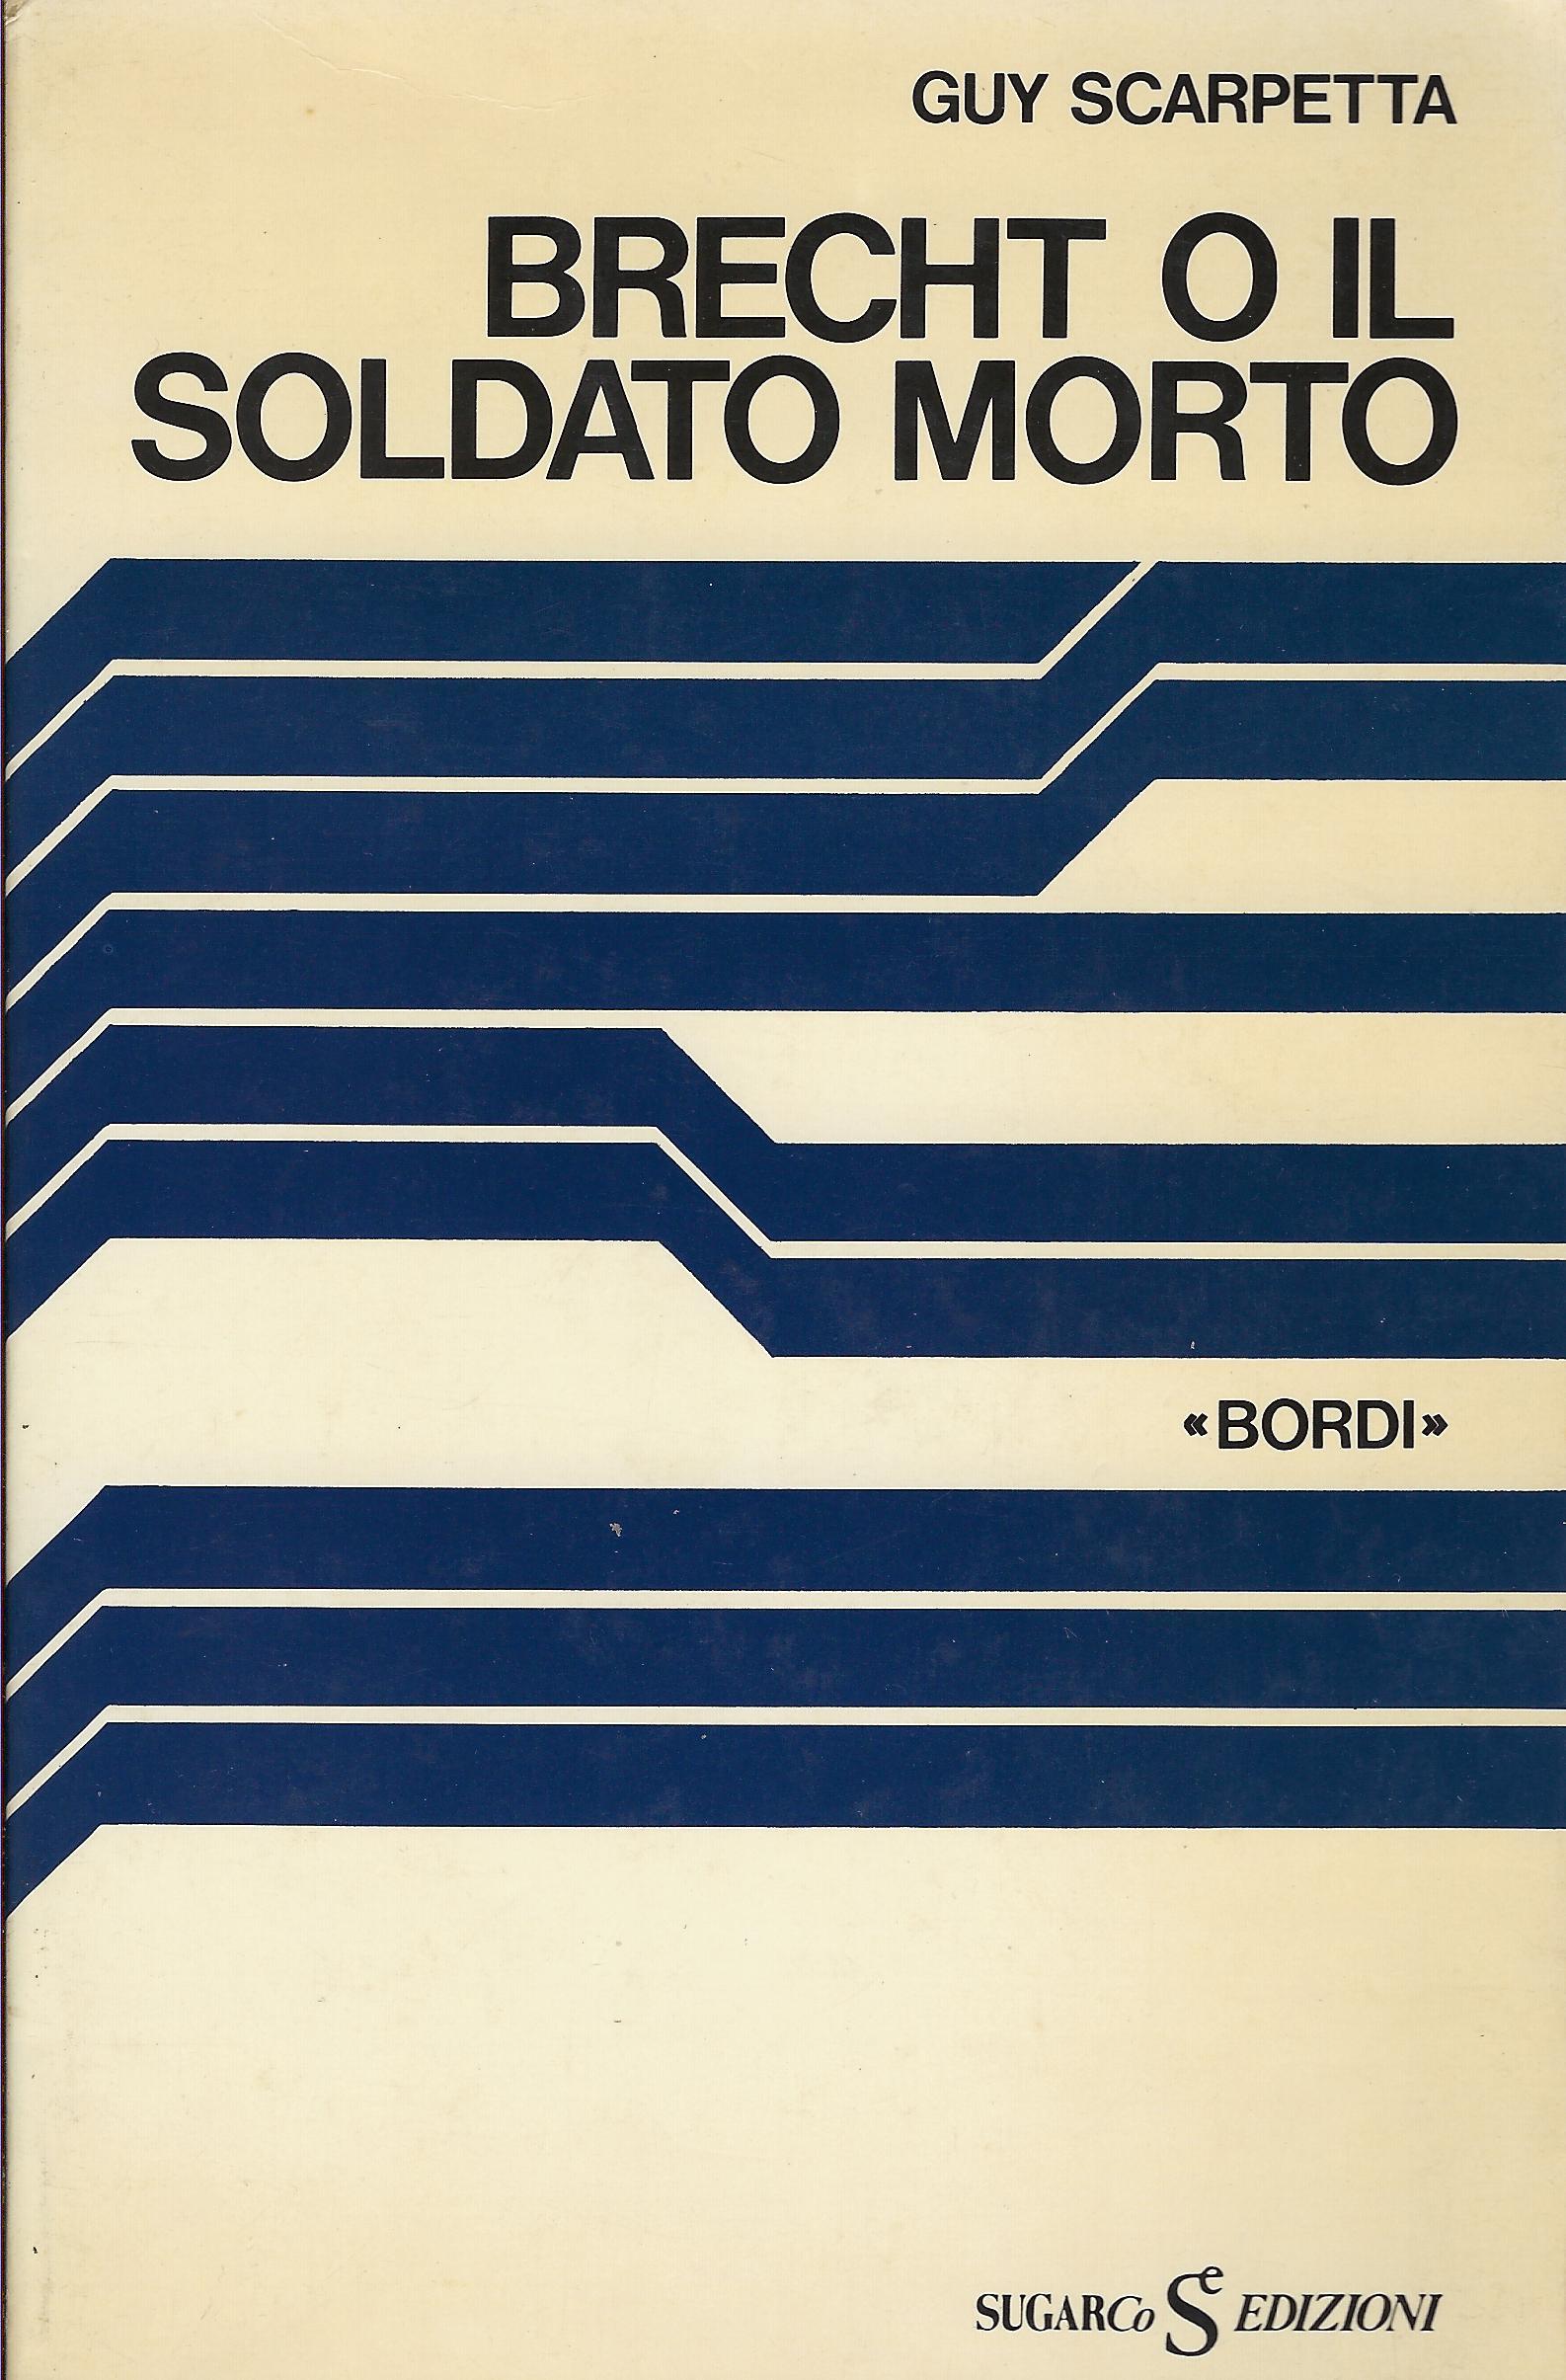 GUY SCARPETTA
BRECHT O IL
SOLDATO MORTO
«BORDI»
SUGARCo Se EDIZIONI